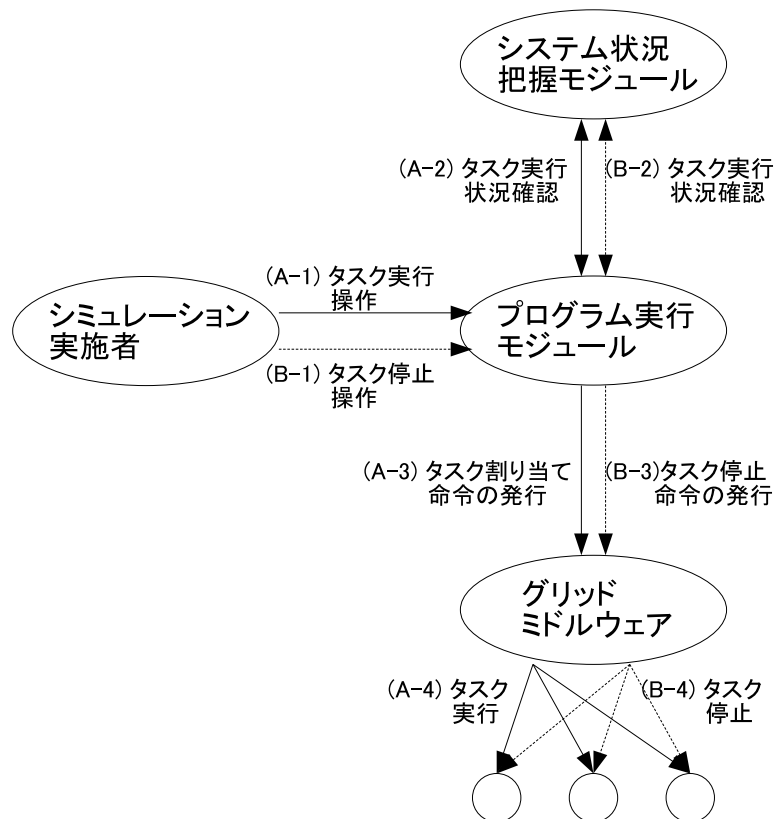 システム状況
把握モジュール
(A-2) タスク実行
状況確認
(B-2) タスク実行
状況確認
(A-1) タスク実行
操作
シミュレーション
実施者
プログラム実行
モジュール
(B-1) タスク停止
操作
(A-3) タスク割り当て
命令の発行
(B-3)タスク停止
命令の発行
グリッド
ミドルウェア
(A-4) タスク
実行
(B-4) タスク
停止